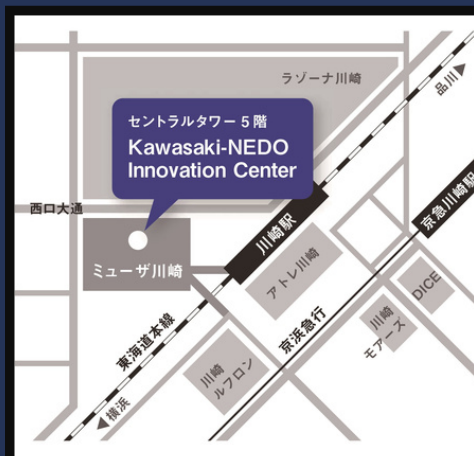 ラゾーナ川崎
品川
セントラルタワー 5 階
Kawasaki-NEDO
Innovation Center
西口大通
ミューザ川崎
川崎駅
京急川崎駅
アトレ川崎
DICE
川崎
モアーズ
京浜急行
東海道本線
川崎
ルフロン
横浜